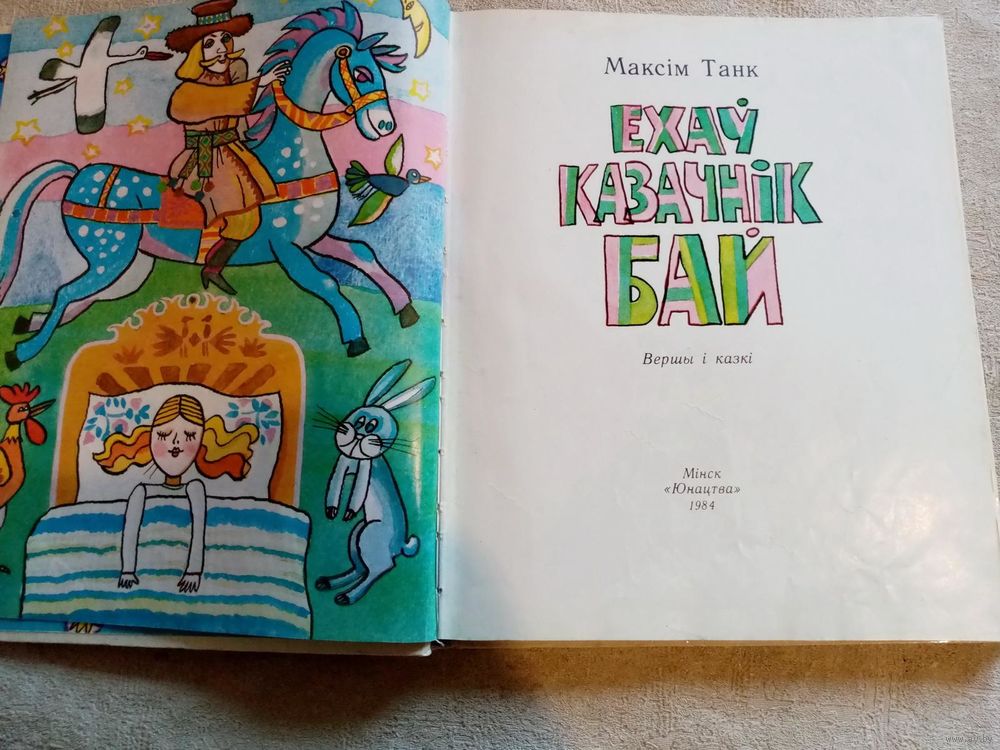 Максім Танк
ЕХАЎ
КАЗАЧНІК
БАЙ
Вершы і казкі
Мінск
«Юнацтва»
1984